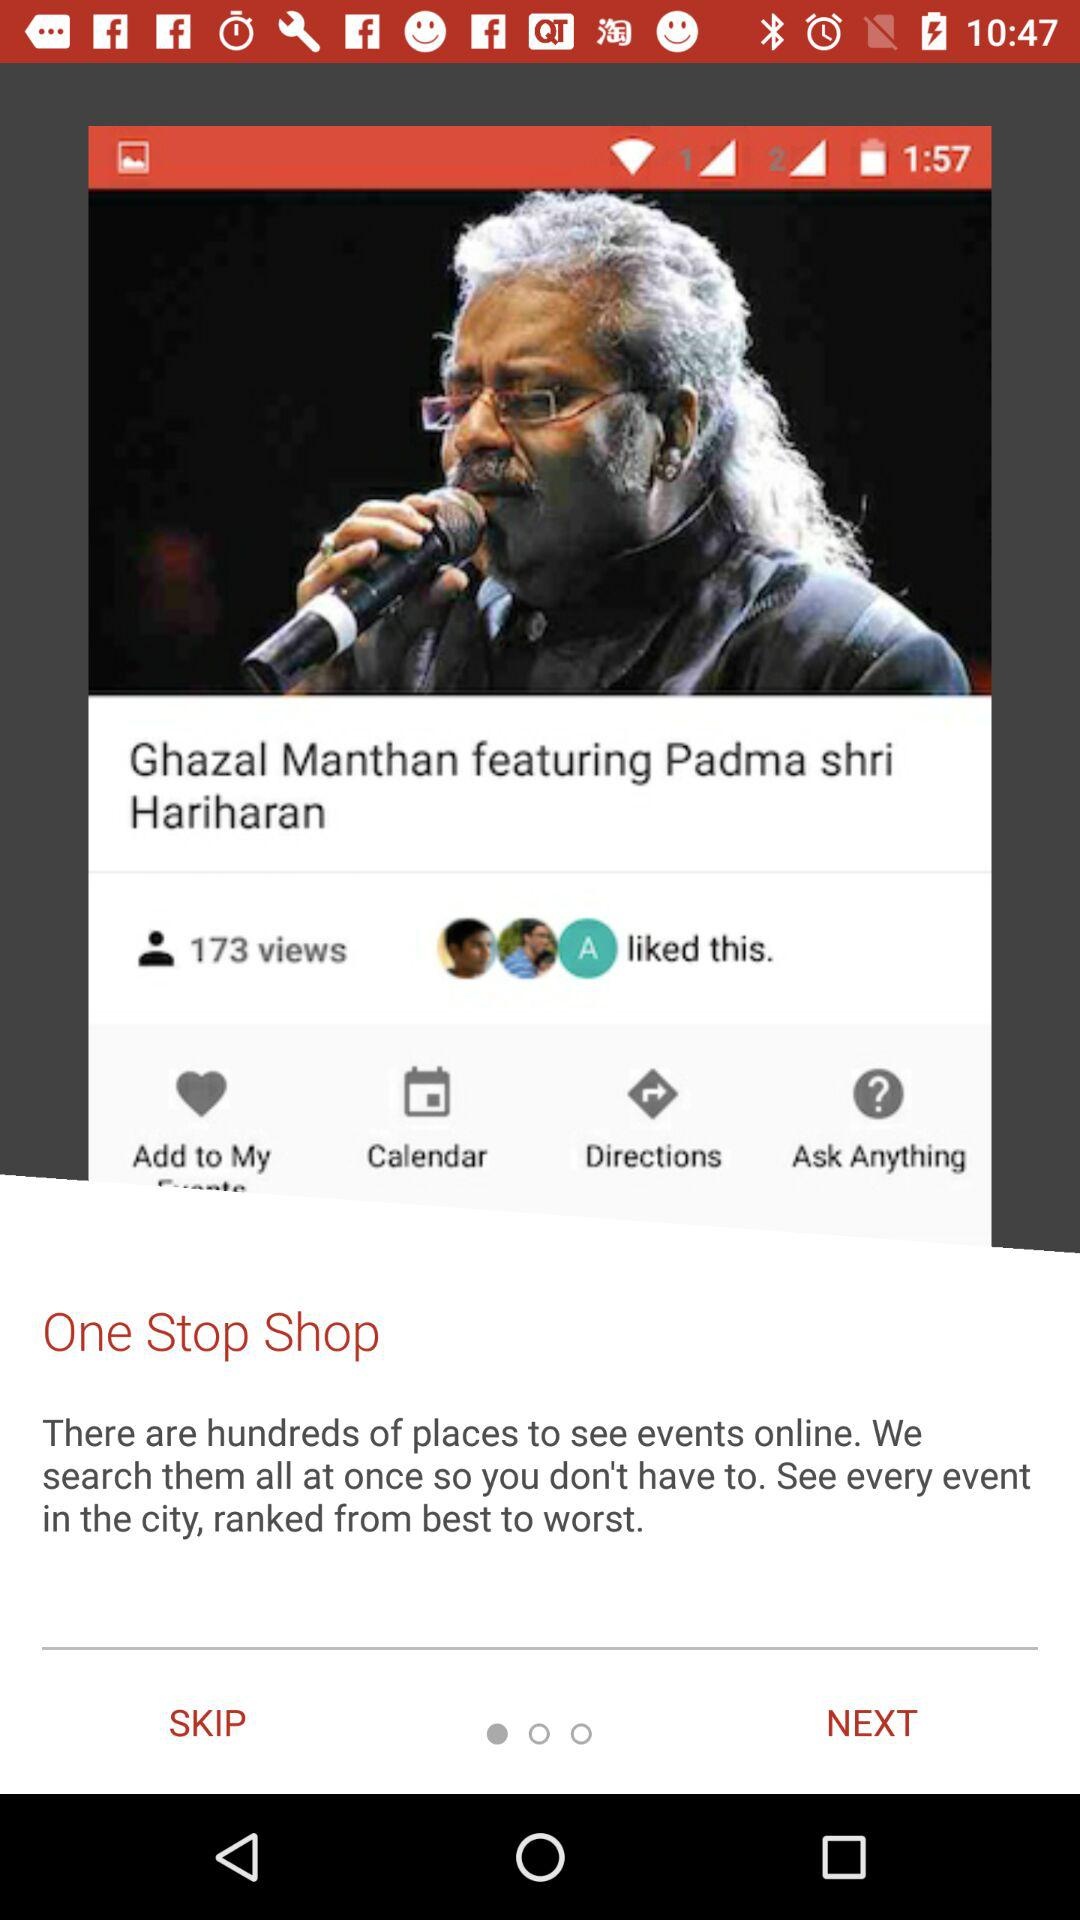 QT 淘 10:47
1 2 1:57
Ghazal Manthan featuring Padma shri
Hariharan
173 views A liked this.
Add to My Calendar Directions Ask Anything
Events
One Stop Shop
There are hundreds of places to see events online. We
search them all at once so you don't have to. See every event
in the city, ranked from best to worst.
SKIP NEXT